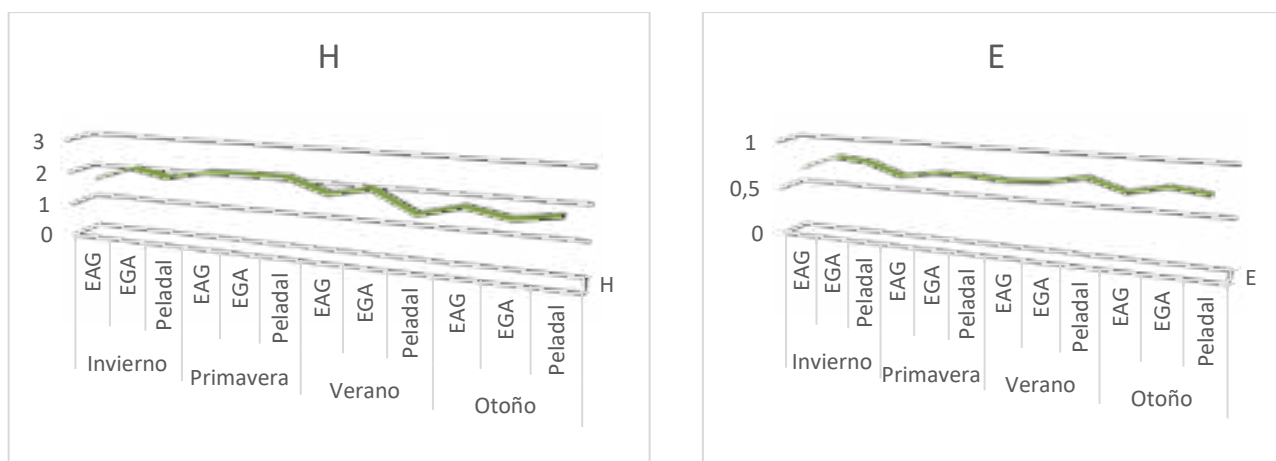 H
3
2
1
0
EAG
EGA
Peladal
EAG
EGA
Peladal
EAG
EGA
Peladal
EAG
EGA
Peladal
Invierno
Primavera
Verano
Otoño
H
E
1
0,5
0
EAG
EGA
Peladal
EAG
EGA
Peladal
EAG
EGA
Peladal
EAG
EGA
Peladal
Invierno
Primavera
Verano
Otoño
E